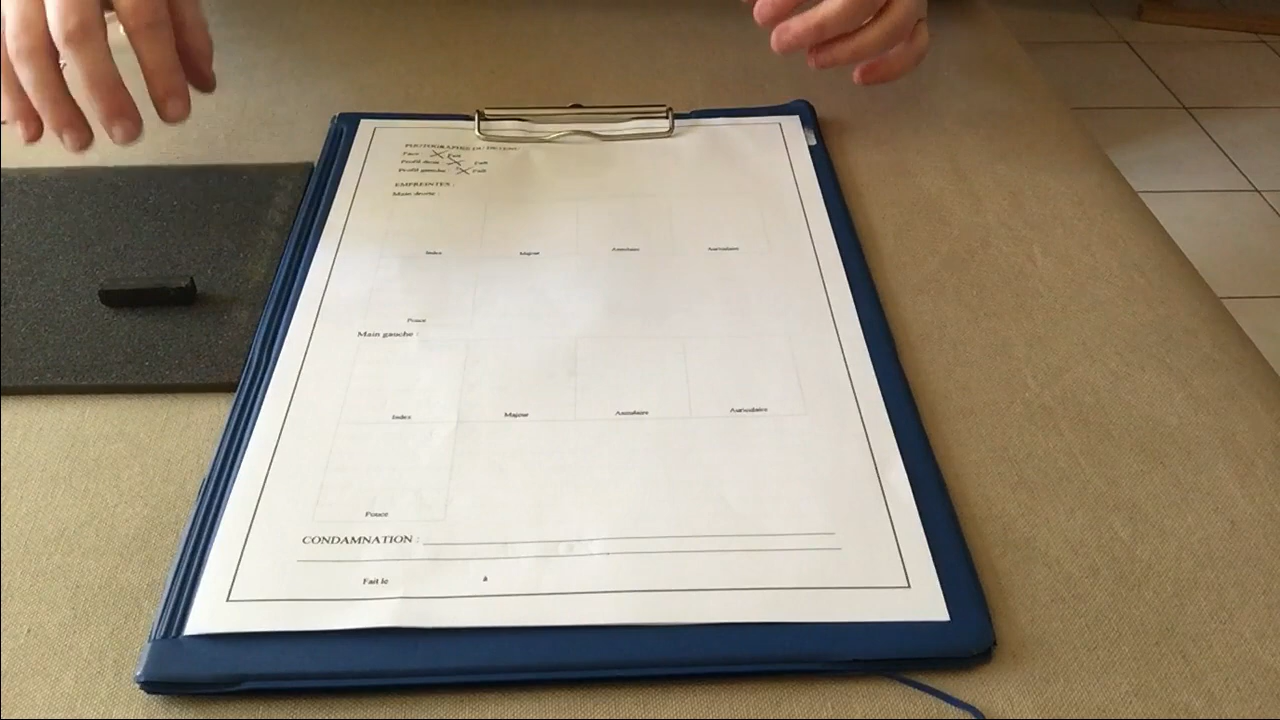 PHOTOGRAPHIE DU DETENU :
Face Fait
Profil droit Fait
Profil gauche : Fait
EMPREINTES :
Main droite :
Index Majeur Annulaire Auriculaire
Pouce
Main gauche :
Index Majeur Annulaire Auriculaire
Pouce
CONDAMNATION :
Fait le à